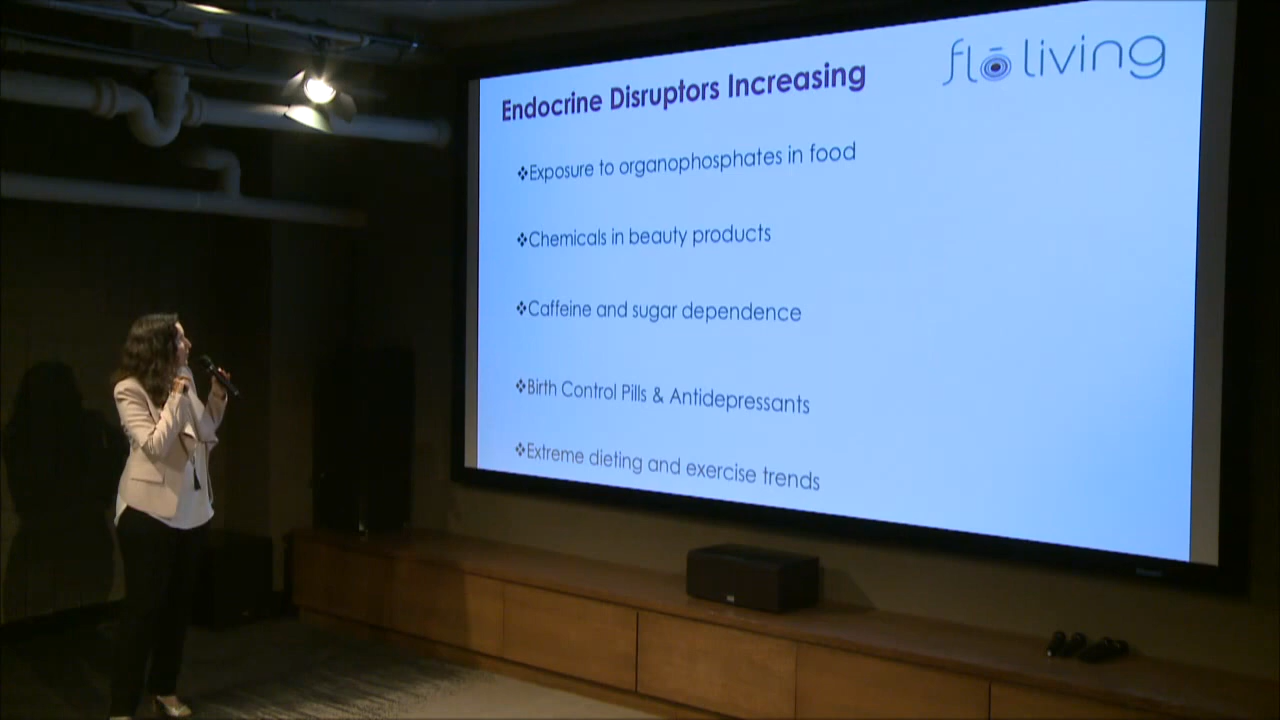 flō living
Endocrine Disruptors Increasing
❖Exposure to organophosphates in food
❖Chemicals in beauty products
❖Caffeine and sugar dependence
❖Birth Control Pills & Antidepressants
❖Extreme dieting and exercise trends